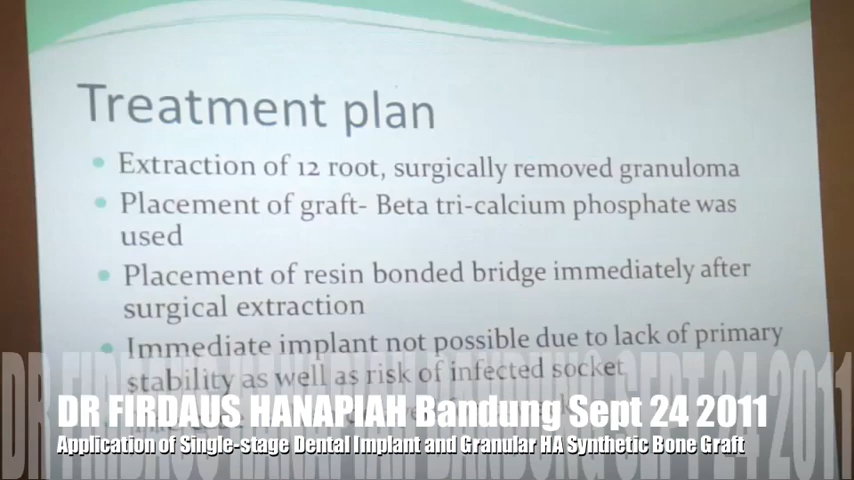 Treatment plan
• Extraction of 12 root, surgically removed granuloma
• Placement of graft- Beta tri-calcium phosphate was
used
• Placement of resin bonded bridge immediately after
surgical extraction
• Immediate implant not possible due to lack of primary
stability as well as risk of infected socket
DR FIRDAUS HANAPIAH Bandung Sept 24 2011
Application of Single-stage Dental Implant and Granular HA Synthetic Bone Graft